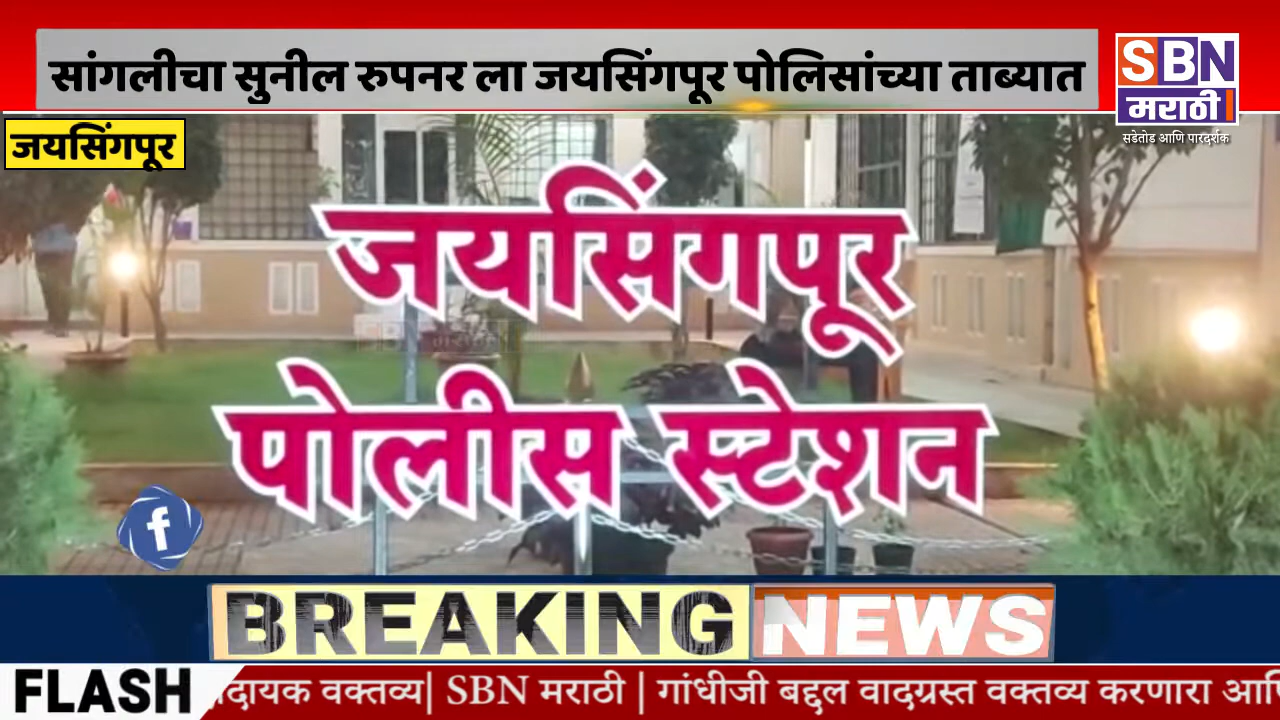 सांगलीचा सुनील रुपनर ला जयसिंगपूर पोलिसांच्या ताब्यात
SBN
मराठी
सडेतोड आणि पारदर्शक
जयसिंगपूर
जयसिंगपूर
पोलीस स्टेशन
f
BREAKING NEWS
FLASH
दायक वक्तव्य| SBN मराठी | गांधीजी बद्दल वादग्रस्त वक्तव्य करणारा